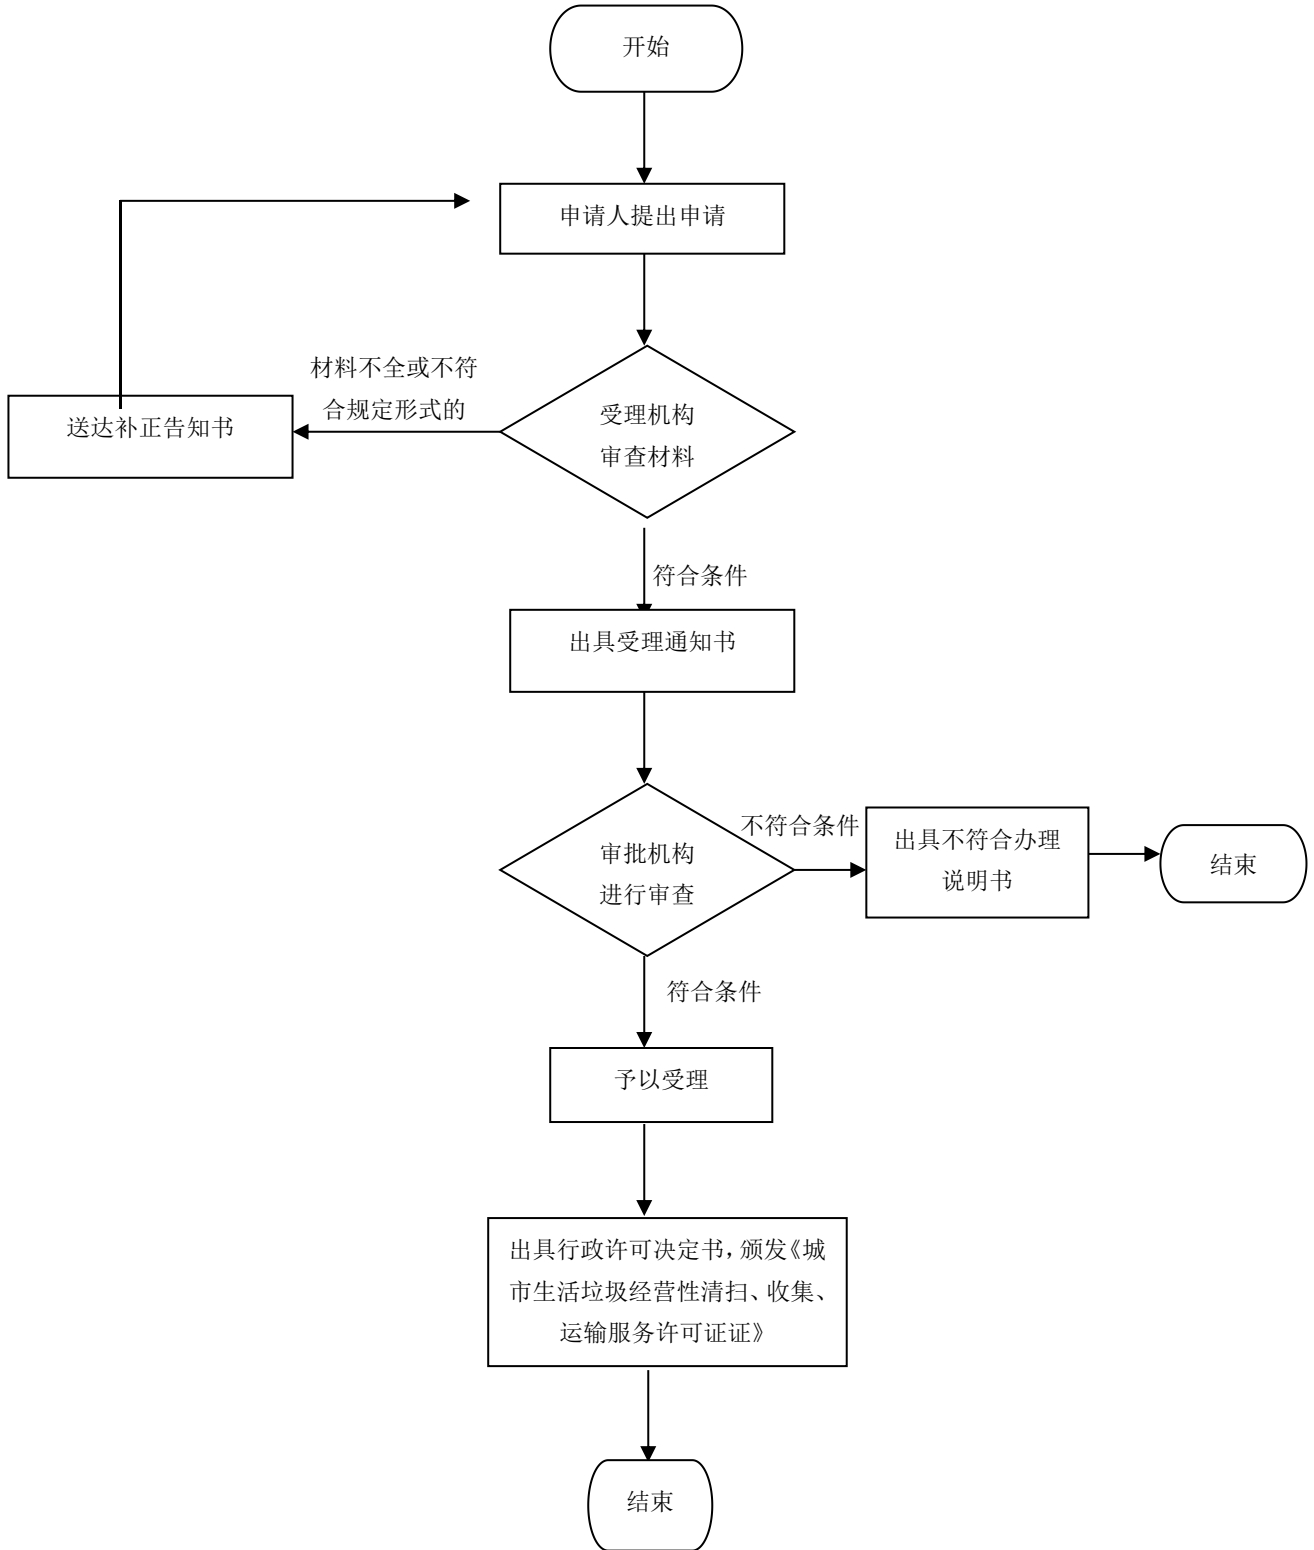 开始
申请人提出申请
材料不全或不符
合规定形式的
送达补正告知书
受理机构
审查材料
符合条件
出具受理通知书
审批机构
进行审查
不符合条件
出具不符合办理
说明书
结束
符合条件
予以受理
出具行政许可决定书，颁发《城
市生活垃圾经营性清扫、收集、
运输服务许可证证》
结束